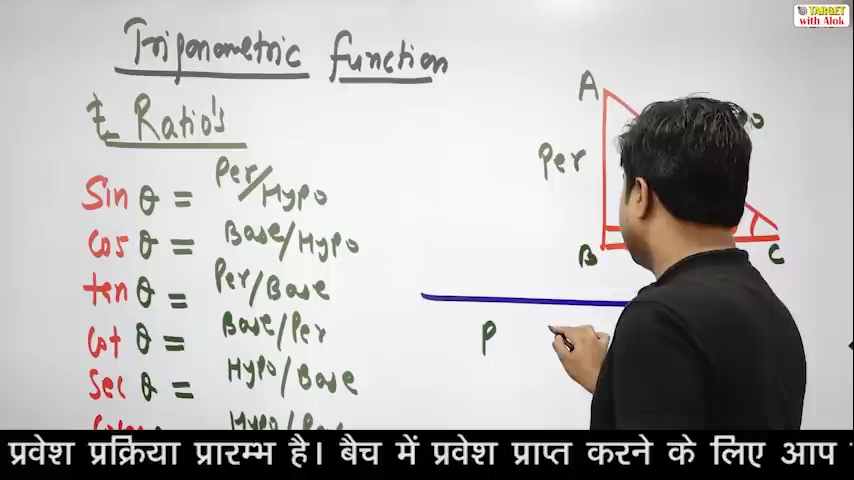 TARGET
with Alok
Trigonometric function
t- Ratio's
Sin θ = Per/Hypo
Cos θ = Base/Hypo
ten θ = Per/Base
Cot θ = Base/Per
Sec θ = Hypo/Base
A
Per
B
C
P
प्रवेश प्रक्रिया प्रारम्भ है। बैच में प्रवेश प्राप्त करने के लिए आप